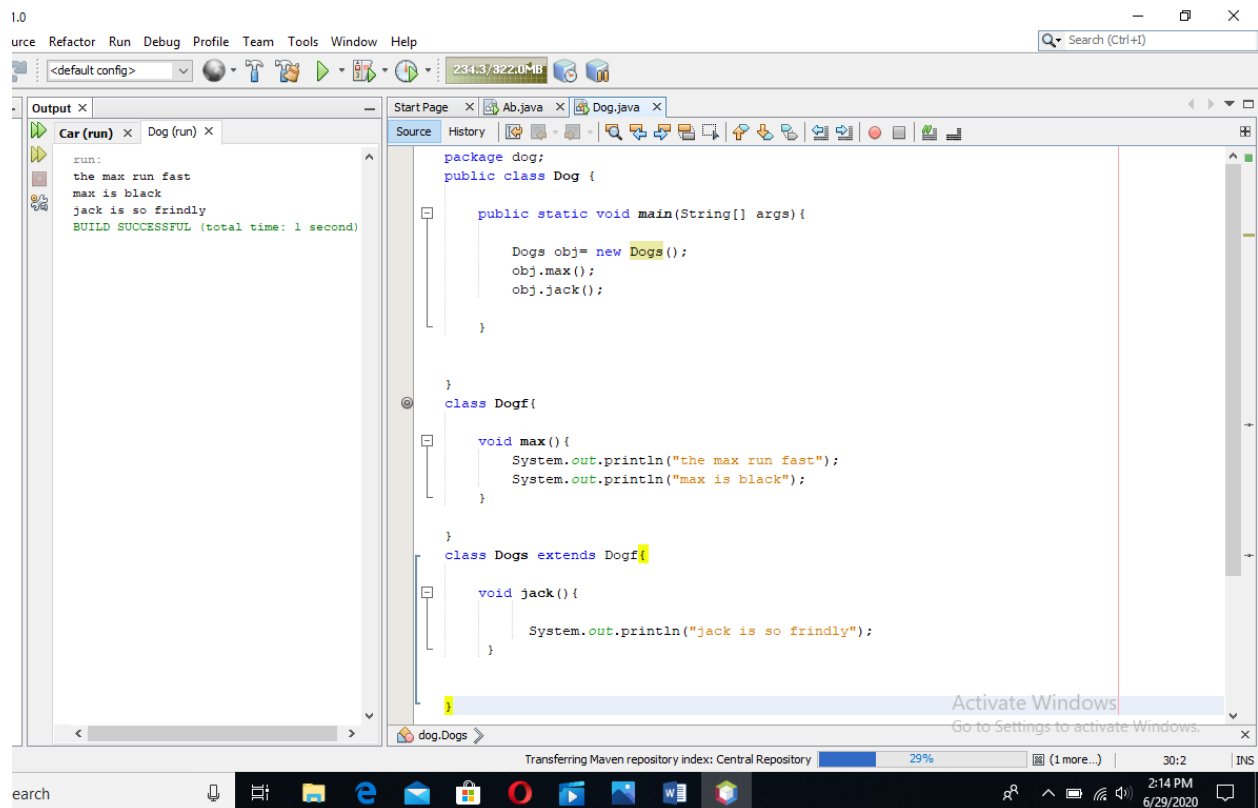 1.0
urce Refactor Run Debug Profile Team Tools Window Help
Search (Ctrl+I)
<default config>
234.3/322.0MB
Output
Start Page Ab.java Dog.java
Car (run) Dog (run)
Source History
run:
the max run fast
max is black
jack is so frindly
BUILD SUCCESSFUL (total time: 1 second)
package dog;
public class Dog {
public static void main(String[] args){
Dogs obj= new Dogs();
obj.max();
obj.jack();
}
}
class Dogf{
void max(){
System.out.println("the max run fast");
System.out.println("max is black");
}
}
class Dogs extends Dogf{
void jack(){
System.out.println("jack is so frindly");
}
}
Activate Windows
Go to Settings to activate Windows.
dog.Dogs
Transferring Maven repository index: Central Repository 29% (1 more...) 30:2 INS
earch
2:14 PM
6/29/2020